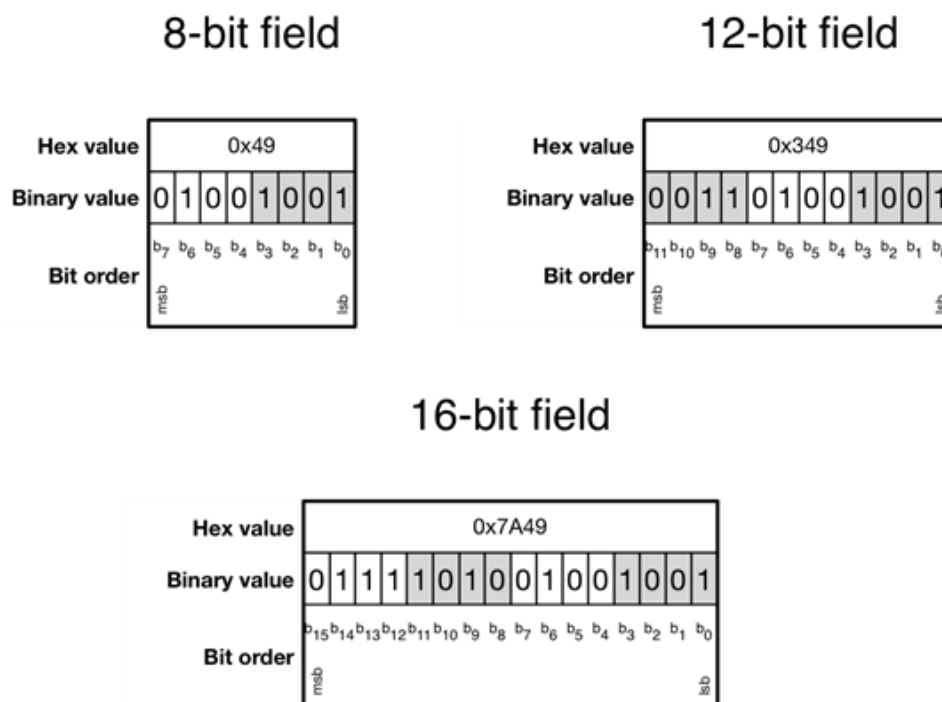 8-bit field
12-bit field
Hex value 0x49
Binary value 0 1 0 0 1 0 0 1
b7 b6 b5 b4 b3 b2 b1 b0
Bit order
msb lsb
Hex value 0x349
Binary value 0 0 1 1 0 1 0 0 1 0 0 1
b11 b10 b9 b8 b7 b6 b5 b4 b3 b2 b1
Bit order
msb lsb
16-bit field
Hex value 0x7A49
Binary value 0 1 1 1 1 0 1 0 0 1 0 0 1 0 0 1
b15 b14 b13 b12 b11 b10 b9 b8 b7 b6 b5 b4 b3 b2 b1 b0
Bit order
msb lsb